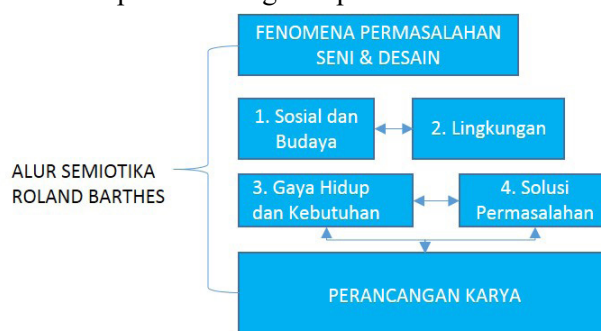 FENOMENA PERMASALAHAN
SENI & DESAIN
1. Sosial dan
Budaya
2. Lingkungan
ALUR SEMIOTIKA
ROLAND BARTHES
3. Gaya Hidup
dan Kebutuhan
4. Solusi
Permasalahan
PERANCANGAN KARYA